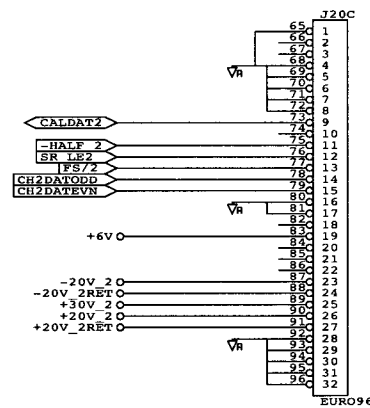 J20C
65 1
66 2
67 3
68 4
A
69 5
70 6
71 7
72 8
CALDAT2 73 9
74 10
-HALF_2 75 11
SR_LE2 76 12
FS/2 77 13
CH2DATODD 78 14
CH2DATEVN 79 15
80 16
A
81 17
82 18
+6V 83 19
84 20
85 21
86 22
-20V_2 87 23
-20V_2RET 88 24
+30V_2 89 25
+20V_2 90 26
+20V_2RET 91 27
92 28
A
93 29
94 30
95 31
96 32
EURO96